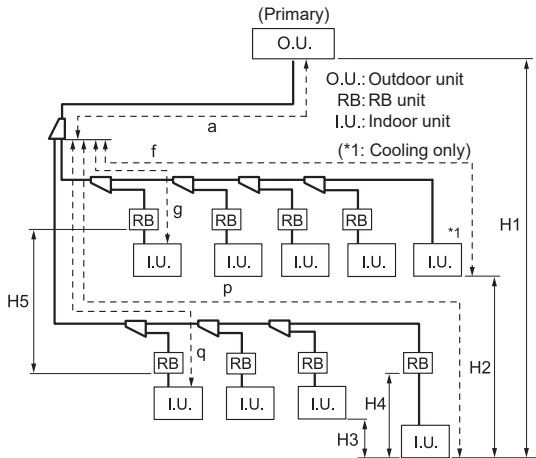 (Primary)
O.U.
O.U.: Outdoor unit
RB: RB unit
I.U.: Indoor unit
(*1: Cooling only)
a
f
g
RB
RB
RB
RB
*1
I.U.
I.U.
I.U.
I.U.
I.U.
H1
H5
p
H2
q
RB
RB
RB
RB
H4
I.U.
I.U.
I.U.
H3
I.U.